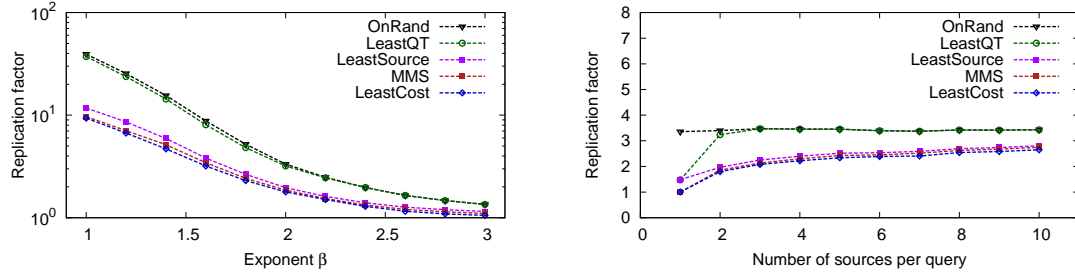 Replication factor
10^2
10^1
10^0
OnRand
LeastQT
LeastSource
MMS
LeastCost
1
1.5
2
2.5
3
Exponent β
Replication factor
8
7
6
5
4
3
2
1
0
OnRand
LeastQT
LeastSource
MMS
LeastCost
0
2
4
6
8
10
Number of sources per query